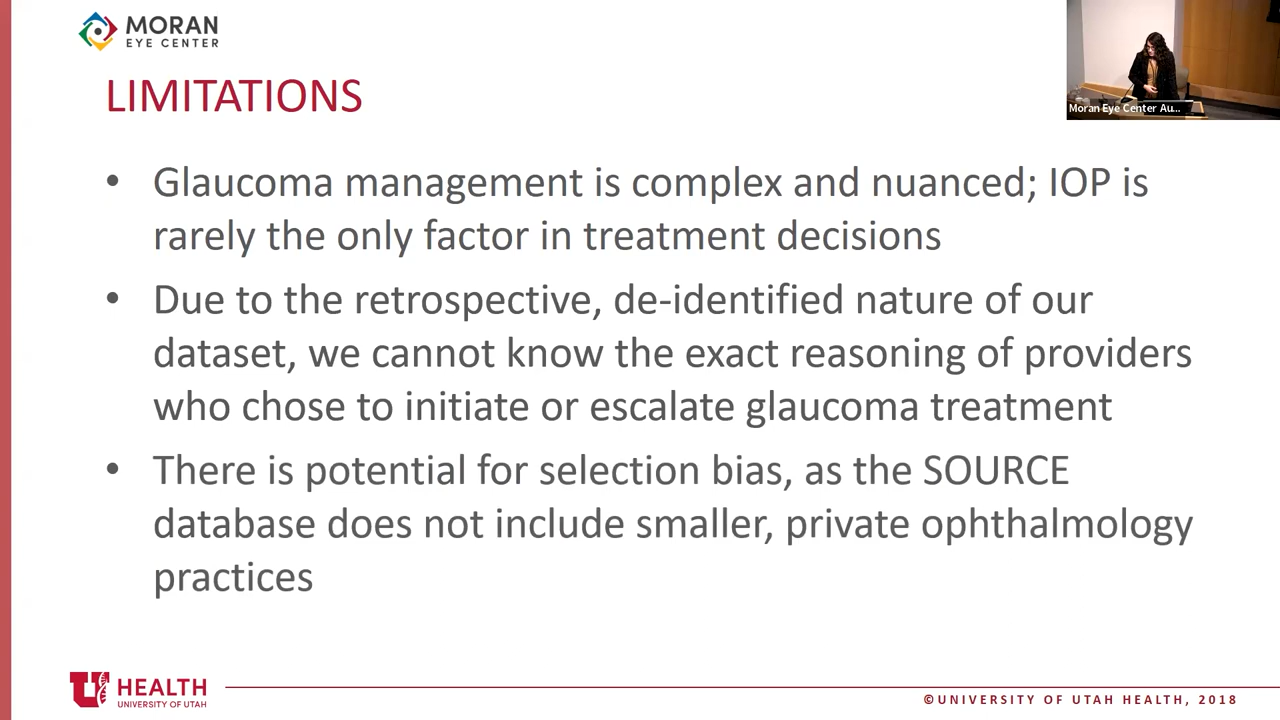 MORAN
EYE CENTER
Moran Eye Center Au...
LIMITATIONS
• Glaucoma management is complex and nuanced; IOP is
rarely the only factor in treatment decisions
• Due to the retrospective, de-identified nature of our
dataset, we cannot know the exact reasoning of providers
who chose to initiate or escalate glaucoma treatment
• There is potential for selection bias, as the SOURCE
database does not include smaller, private ophthalmology
practices
U HEALTH
UNIVERSITY OF UTAH
©UNIVERSITY OF UTAH HEALTH, 2018